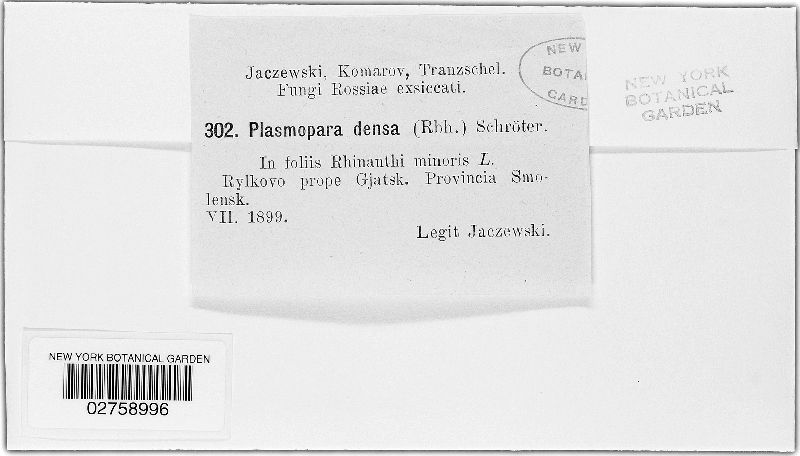 Jaczewski, Komarov, Tranzschel.
Fungi Rossiae exsiccati.
302. Plasmopara densa (Rbh.) Schröter.
In foliis Rhinanthi minoris L.
Rylkovo prope Gjatsk. Provincia Smo-
lensk.
VII. 1899.
Legit Jaczewski.
NEW
BOTA
GARD
NEW YORK
BOTANICAL
GARDEN
NEW YORK BOTANICAL GARDEN
02758996